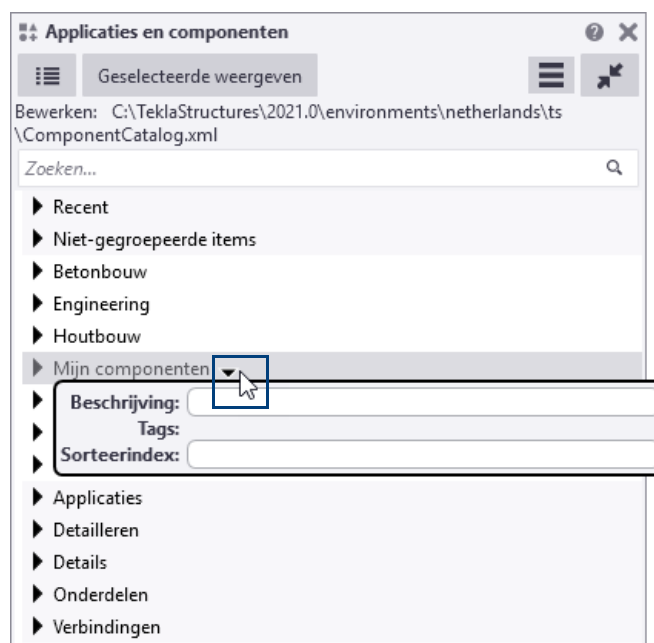 Applicaties en componenten
Geselecteerde weergeven
Bewerken: C:\TeklaStructures\2021.0\environments\netherlands\ts
\ComponentCatalog.xml
Zoeken...
Recent
Niet-gegroepeerde items
Betonbouw
Engineering
Houtbouw
Mijn componenten
Beschrijving:
Tags:
Sorteerindex:
Applicaties
Detailleren
Details
Onderdelen
Verbindingen